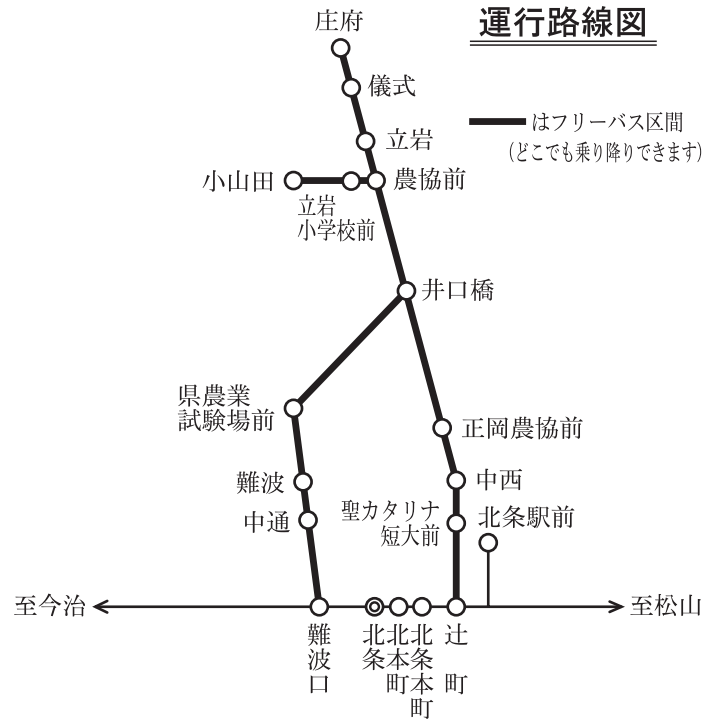 運行路線図
庄府
儀式
はフリーバス区間
(どこでも乗り降りできます)
立岩
小山田
農協前
立岩
小学校前
井口橋
県農業
試験場前
正岡農協前
難波
中西
中通
聖カタリナ
短大前
北条駅前
至今治
至松山
難波口
北条
北本町
北条本町
辻町